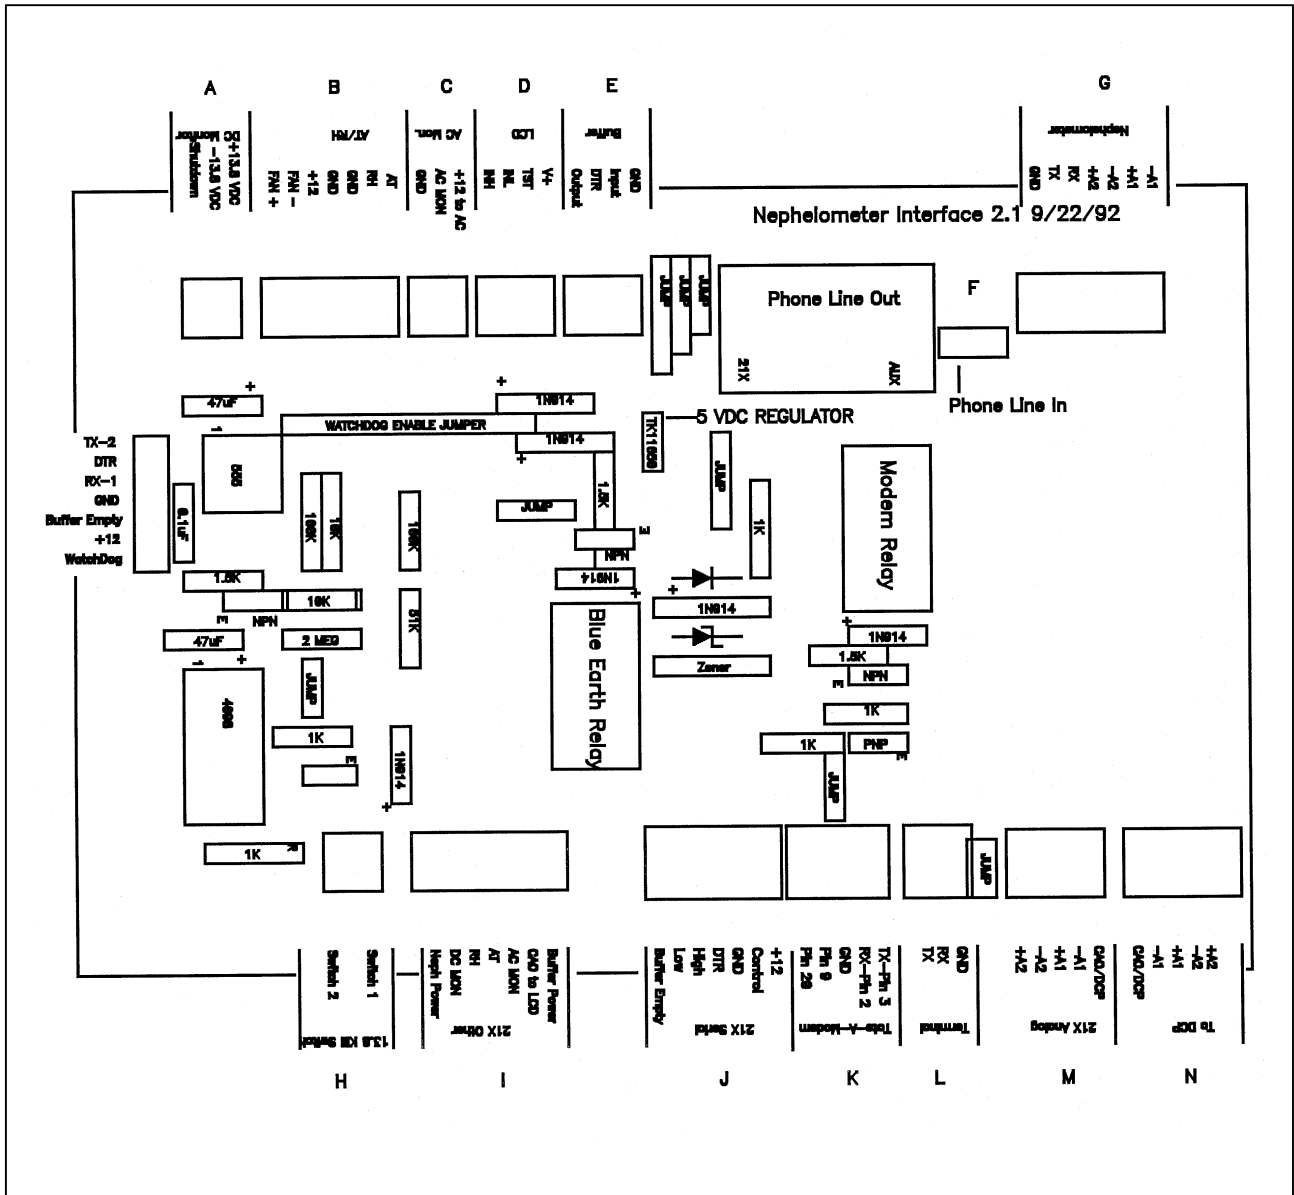 A
B
C
D
E
G
DC Monitor
+13.8 VDC
-13.8 VDC
Shutdown
AT/RH
FAN +
FAN -
+12
GND
GND
RH
AT
AC Mon.
GND
AC MON
+12 to AC
LCD
INH
INL
TST
V+
Buffer
Output
DTR
Input
GND
Nephelometer
GND
TX
RX
+A2
-A2
+A1
-A1
Nephelometer Interface 2.1 9/22/92
JUMP
JUMP
JUMP
Phone Line Out
21X
AUX
F
Phone Line In
+
47uF
+
1N914
WATCHDOG ENABLE JUMPER
1N914
+
5 VDC REGULATOR
TX-2
DTR
RX-1
GND
Buffer Empty
+12
WatchDog
1
555
0.1uF
100K
10K
100K
JUMP
1.5K
E
NPN
1N914
+
JUMP
1K
Modem Relay
1.5K
10K
E
NPN
51K
47uF
+
2 MEG
1
JUMP
1K
E
1N914
+
Blue Earth Relay
+
1N914
Zener
+
1N914
1.5K
E
NPN
1K
1K
PNP
E
JUMP
1K
JUMP
Switch 2
Switch 1
13.8 Kill Switch
Neph Power
DC MON
RH
AT
AC MON
CAO to LCD
Buffer Power
21X Other
Buffer Empty
Low
High
DTR
GND
Control
+12
21X Serial
Pin 20
Pin 9
GND
RX-Pin 2
TX-Pin 3
Tote-A-Modem
TX
RX
GND
Terminal
+A2
-A2
+A1
-A1
CAO/DCP
21X Analog
CAO/DCP
-A1
+A1
-A2
+A2
To DCP
H
I
J
K
L
M
N